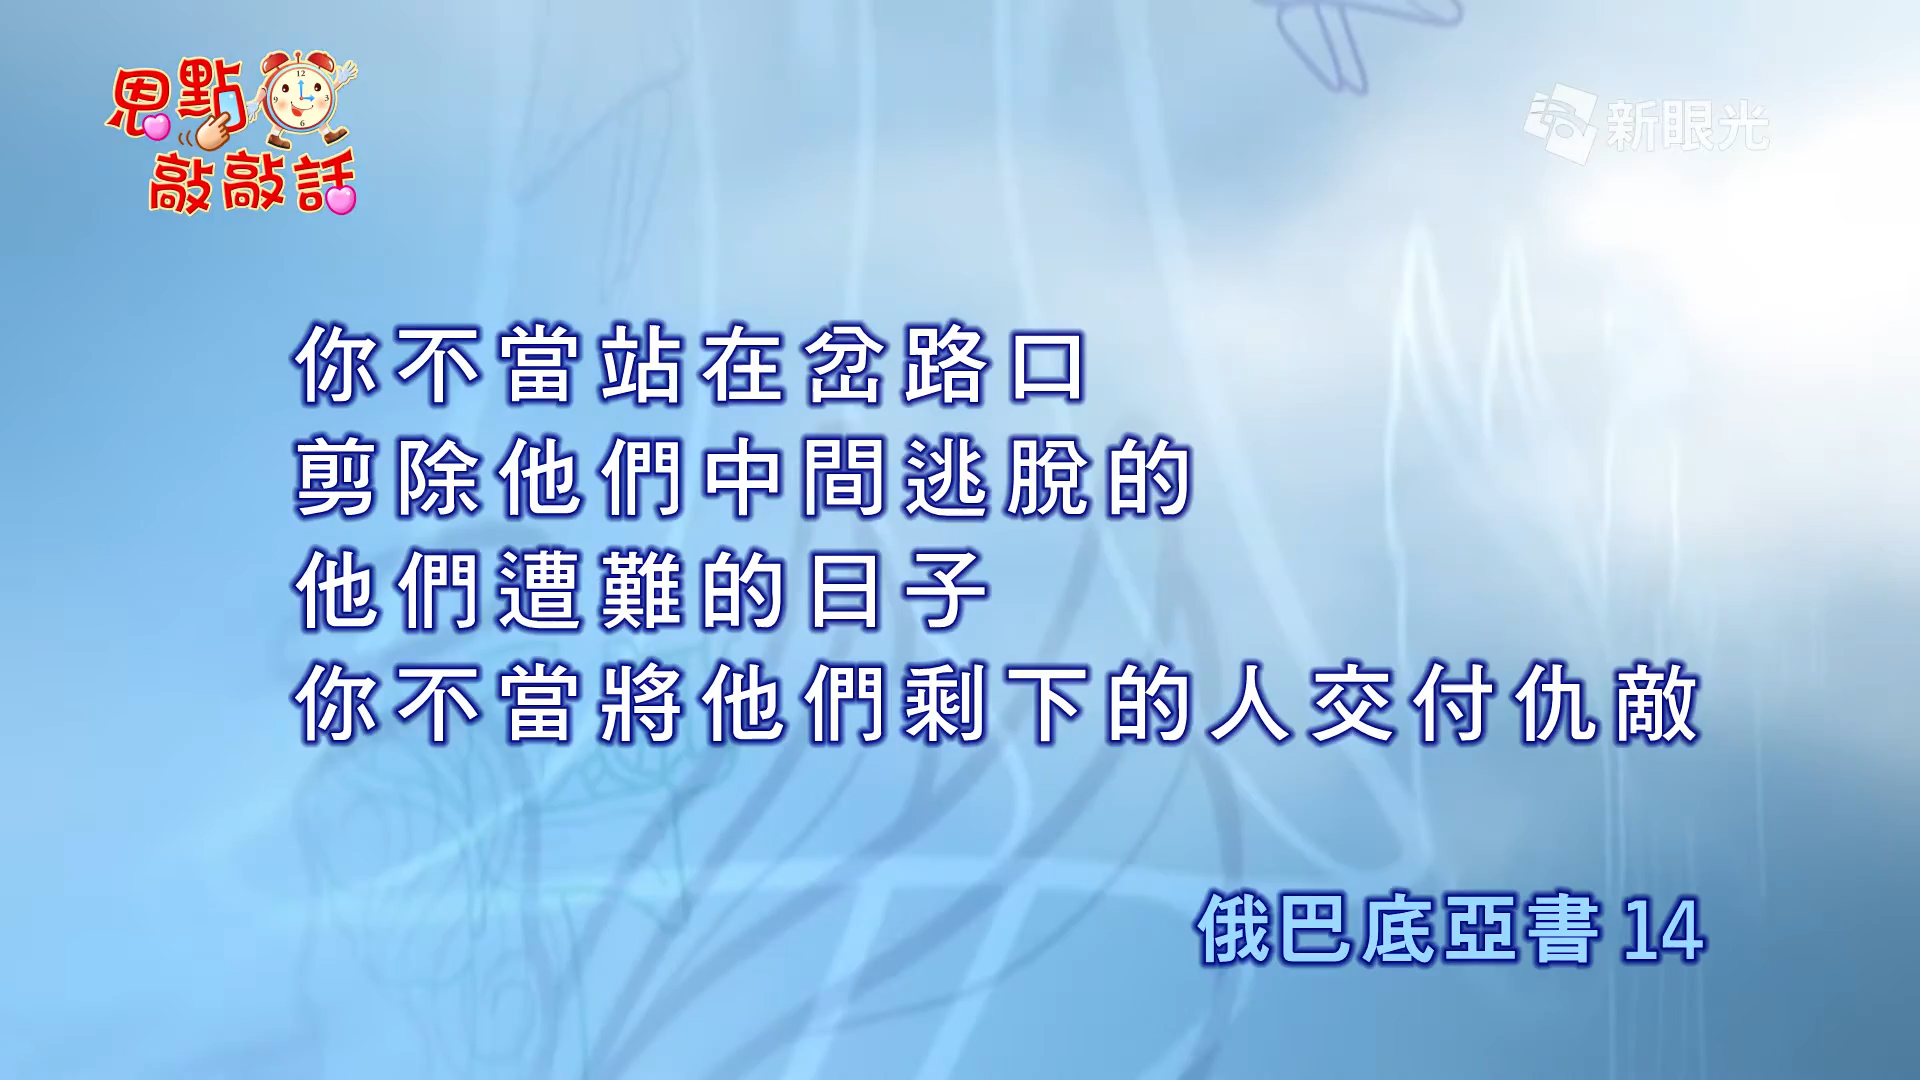 恩點
敲敲話
新眼光
你不當站在岔路口
剪除他們中間逃脫的
他們遭難的日子
你不當將他們剩下的人交付仇敵
俄巴底亞書 14